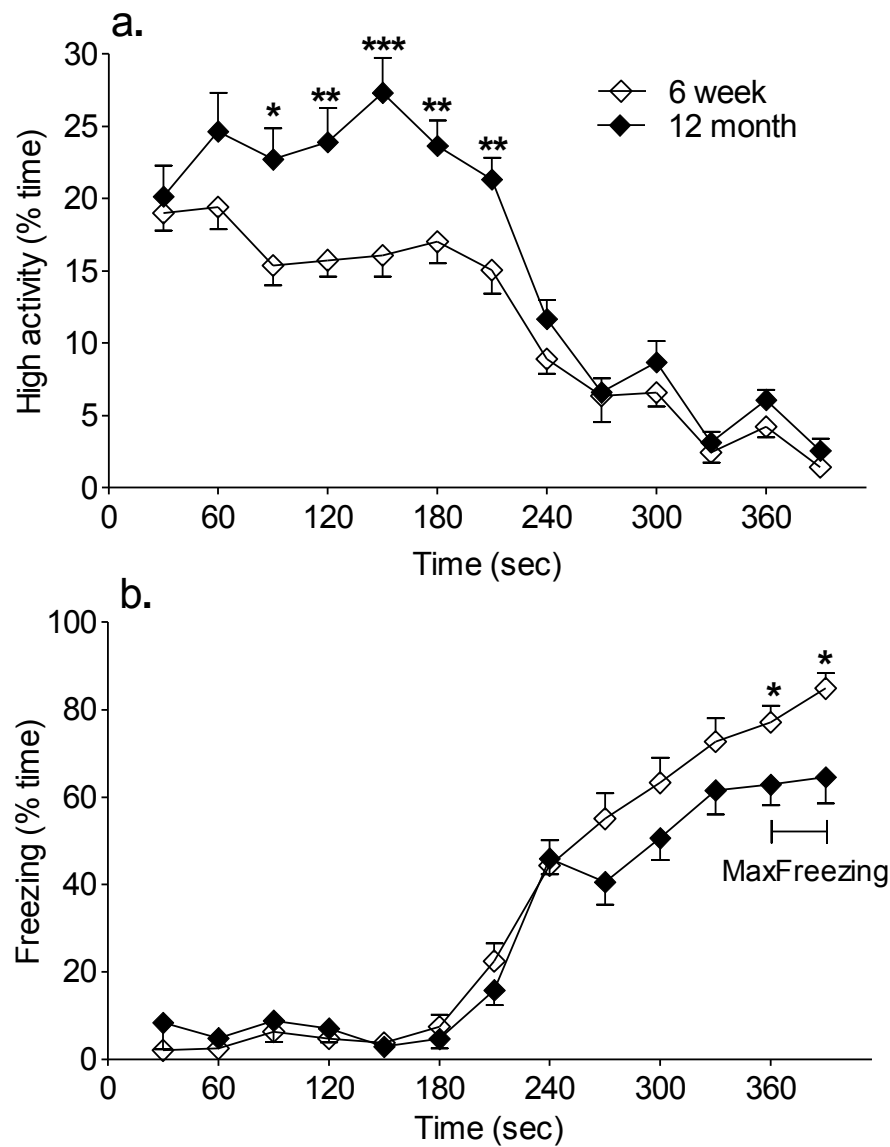 a.
High activity (% time)
30
25
20
15
10
5
0
*
**
***
**
**
6 week
12 month
0 60 120 180 240 300 360
Time (sec)
b.
Freezing (% time)
100
80
60
40
20
0
*
*
MaxFreezing
0 60 120 180 240 300 360
Time (sec)